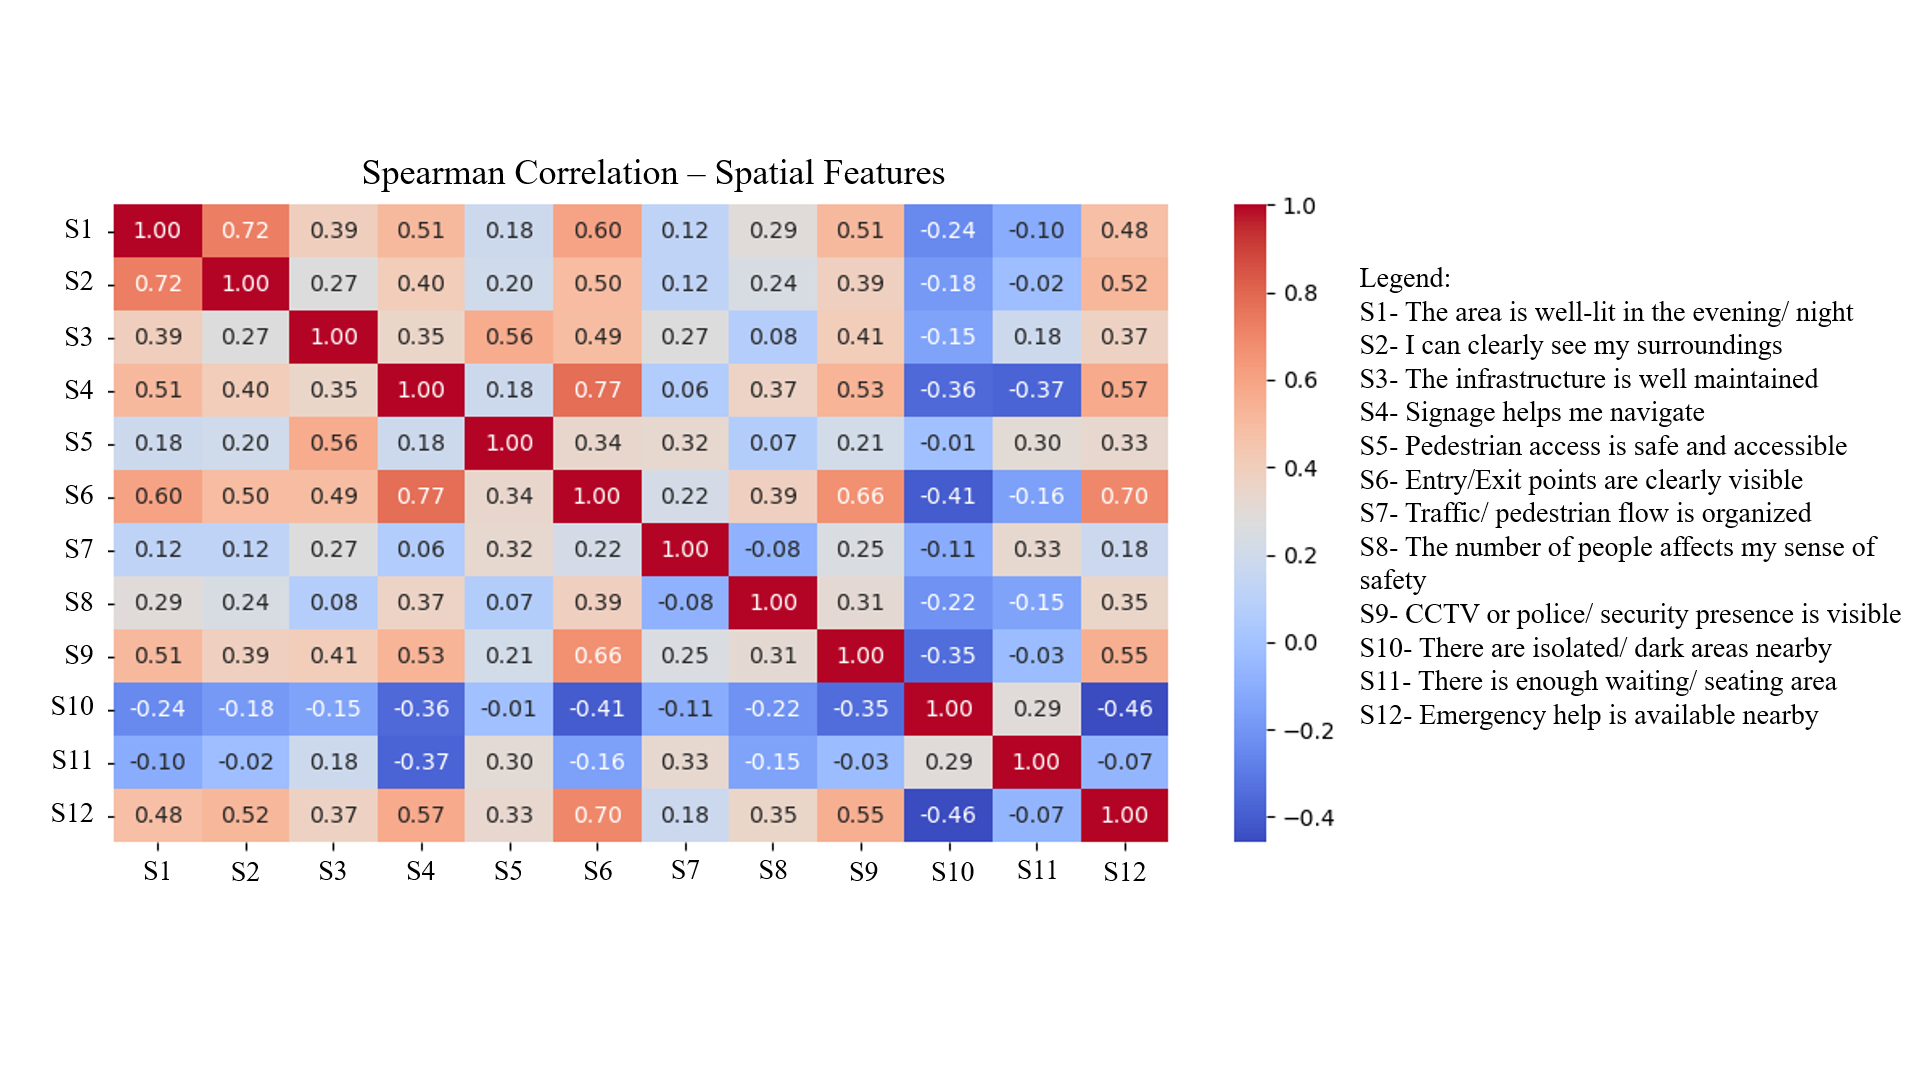 Spearman Correlation – Spatial Features
S1 1.00 0.72 0.39 0.51 0.18 0.60 0.12 0.29 0.51 -0.24 -0.10 0.48
S2 0.72 1.00 0.27 0.40 0.20 0.50 0.12 0.24 0.39 -0.18 -0.02 0.52
S3 0.39 0.27 1.00 0.35 0.56 0.49 0.27 0.08 0.41 -0.15 0.18 0.37
S4 0.51 0.40 0.35 1.00 0.18 0.77 0.06 0.37 0.53 -0.36 -0.37 0.57
S5 0.18 0.20 0.56 0.18 1.00 0.34 0.32 0.07 0.21 -0.01 0.30 0.33
S6 0.60 0.50 0.49 0.77 0.34 1.00 0.22 0.39 0.66 -0.41 -0.16 0.70
S7 0.12 0.12 0.27 0.06 0.32 0.22 1.00 -0.08 0.25 -0.11 0.33 0.18
S8 0.29 0.24 0.08 0.37 0.07 0.39 -0.08 1.00 0.31 -0.22 -0.15 0.35
S9 0.51 0.39 0.41 0.53 0.21 0.66 0.25 0.31 1.00 -0.35 -0.03 0.55
S10 -0.24 -0.18 -0.15 -0.36 -0.01 -0.41 -0.11 -0.22 -0.35 1.00 0.29 -0.46
S11 -0.10 -0.02 0.18 -0.37 0.30 -0.16 0.33 -0.15 -0.03 0.29 1.00 -0.07
S12 0.48 0.52 0.37 0.57 0.33 0.70 0.18 0.35 0.55 -0.46 -0.07 1.00
S1 S2 S3 S4 S5 S6 S7 S8 S9 S10 S11 S12
1.0
0.8
0.6
0.4
0.2
0.0
−0.2
−0.4
Legend:
S1- The area is well-lit in the evening/ night
S2- I can clearly see my surroundings
S3- The infrastructure is well maintained
S4- Signage helps me navigate
S5- Pedestrian access is safe and accessible
S6- Entry/Exit points are clearly visible
S7- Traffic/ pedestrian flow is organized
S8- The number of people affects my sense of
safety
S9- CCTV or police/ security presence is visible
S10- There are isolated/ dark areas nearby
S11- There is enough waiting/ seating area
S12- Emergency help is available nearby